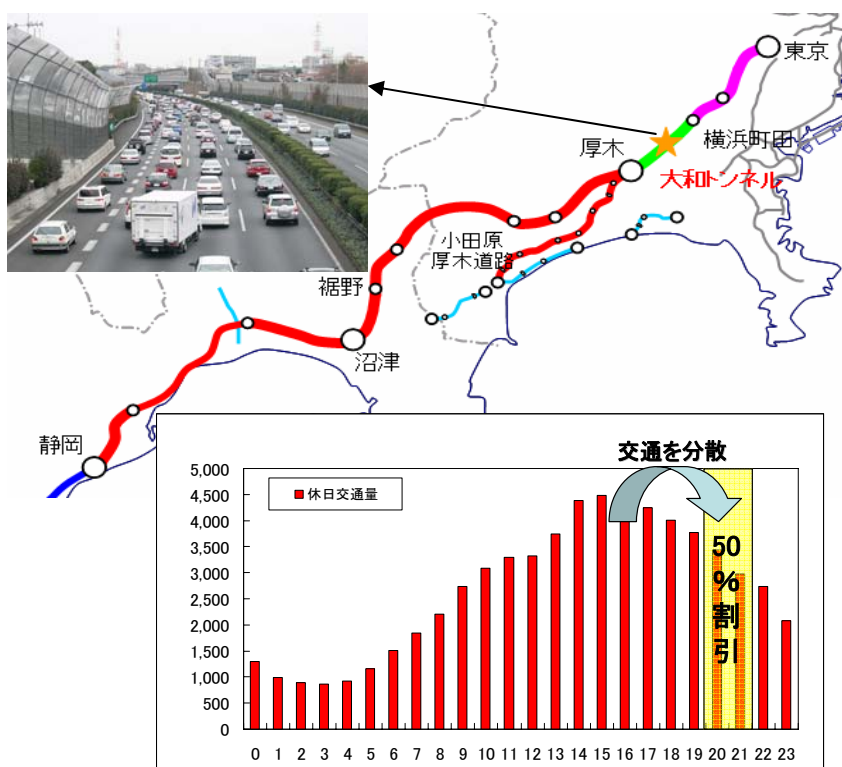 東京
横浜町田
厚木
大和トンネル
小田原
厚木道路
裾野
沼津
静岡
交通を分散
休日交通量
50
%
割
引
5,000
4,500
4,000
3,500
3,000
2,500
2,000
1,500
1,000
500
0
0 1 2 3 4 5 6 7 8 9 10 11 12 13 14 15 16 17 18 19 20 21 22 23